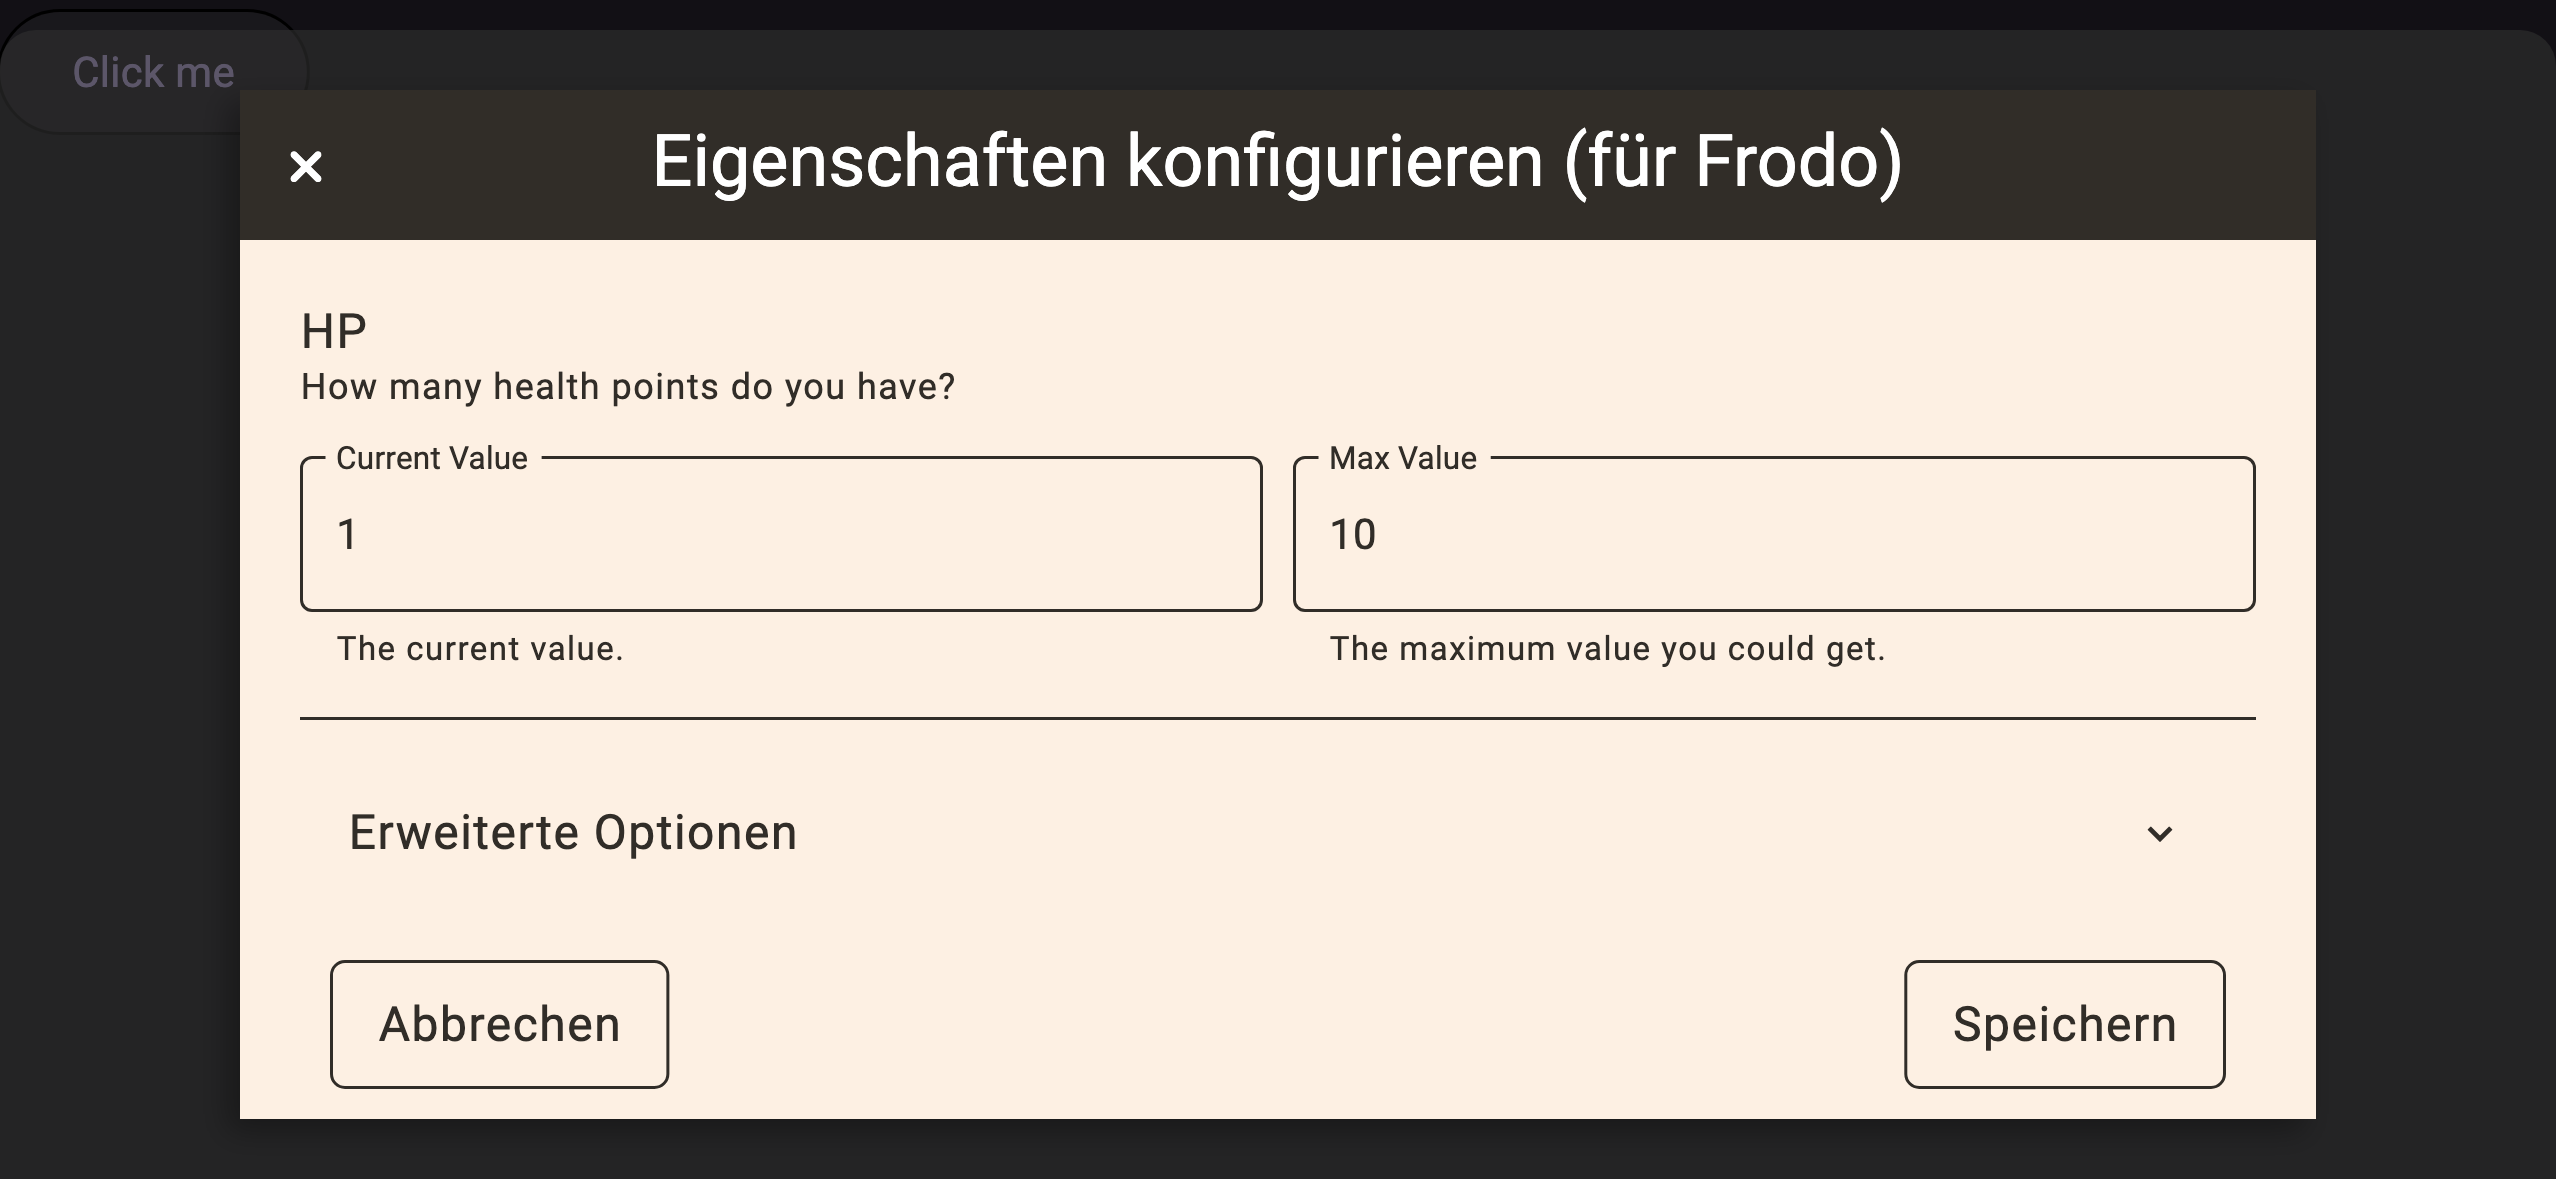 Click me
Eigenschaften konfigurieren (für Frodo)
HP
How many health points do you have?
Current Value
1
The current value.
Max Value
10
The maximum value you could get.
Erweiterte Optionen
Abbrechen
Speichern